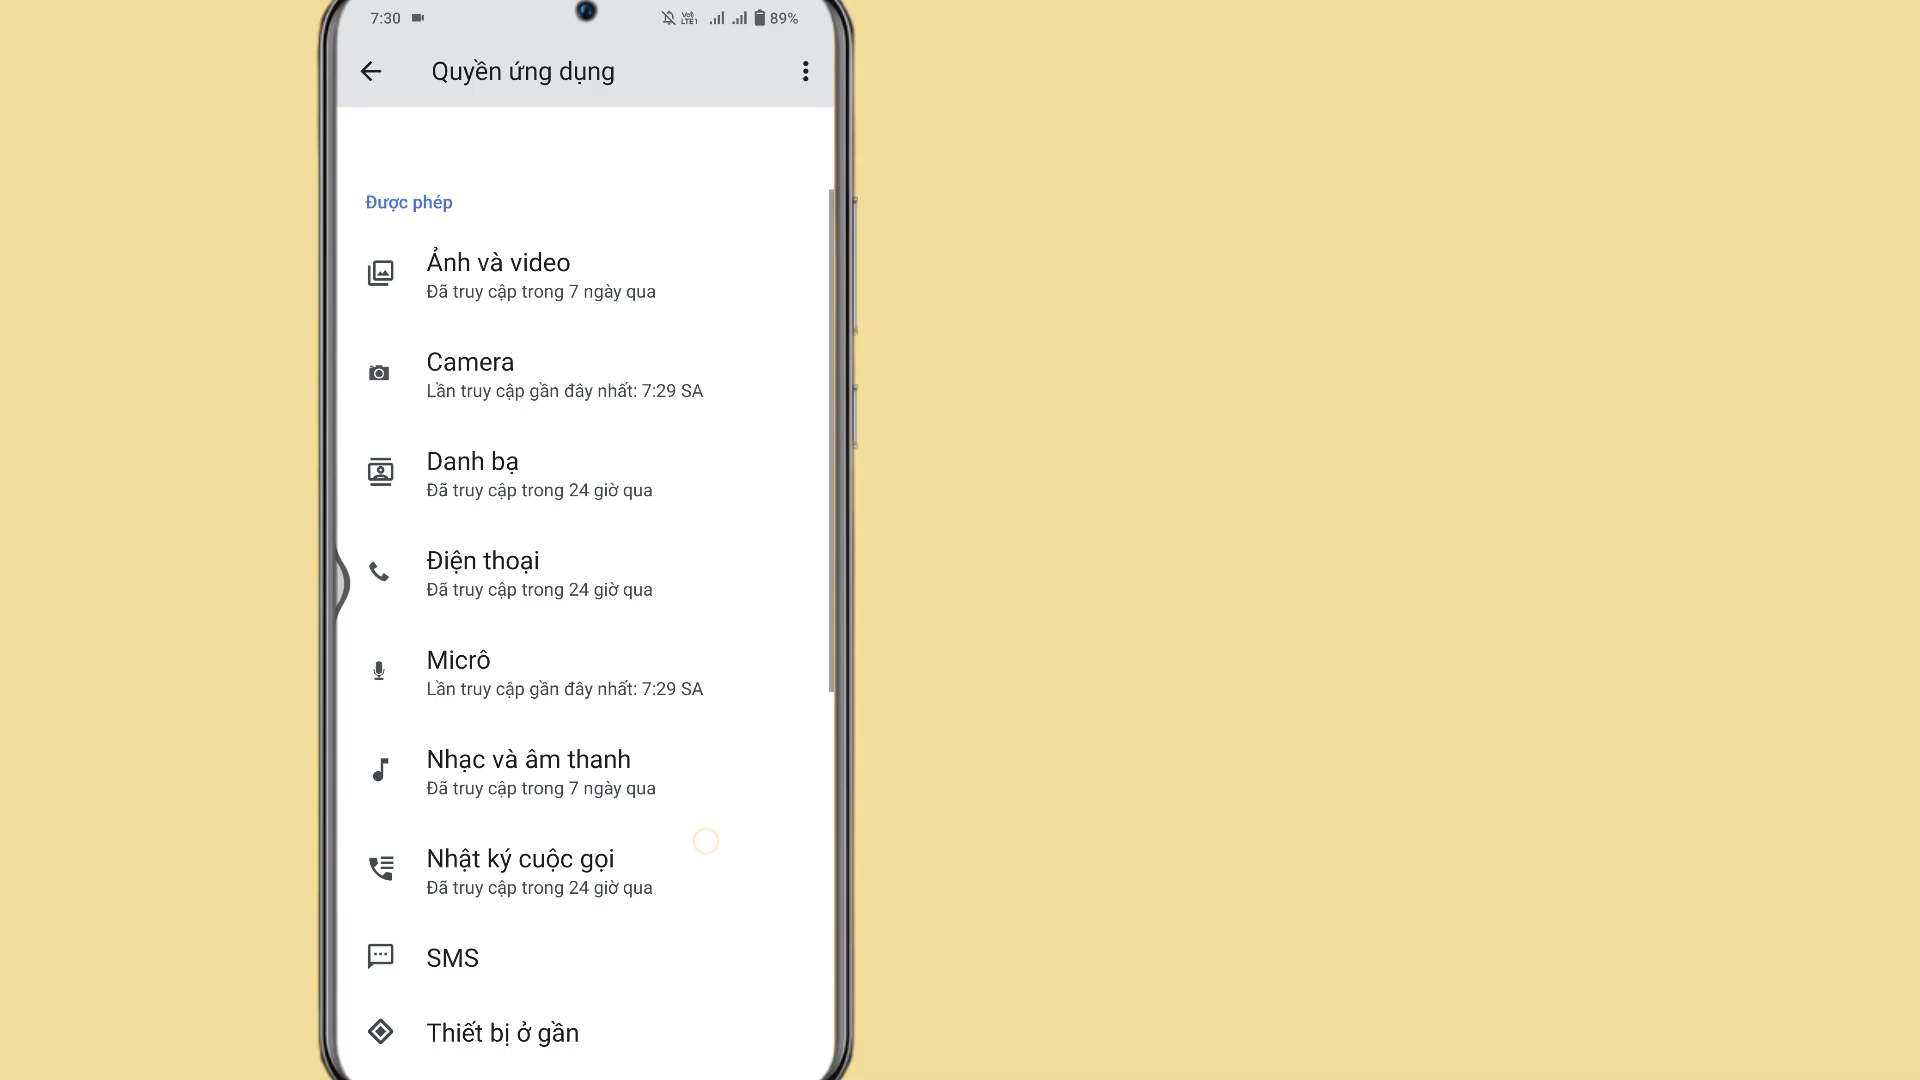 7:30 89%
Quyền ứng dụng
Được phép
Ảnh và video
Đã truy cập trong 7 ngày qua
Camera
Lần truy cập gần đây nhất: 7:29 SA
Danh bạ
Đã truy cập trong 24 giờ qua
Điện thoại
Đã truy cập trong 24 giờ qua
Micrô
Lần truy cập gần đây nhất: 7:29 SA
Nhạc và âm thanh
Đã truy cập trong 7 ngày qua
Nhật ký cuộc gọi
Đã truy cập trong 24 giờ qua
SMS
Thiết bị ở gần